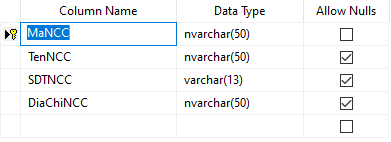 Column Name Data Type Allow Nulls
MaNCC nvarchar(50)
TenNCC nvarchar(50)
SDTNCC varchar(13)
DiaChiNCC nvarchar(50)